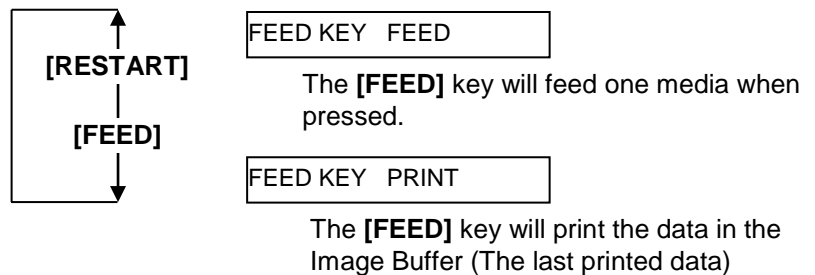 [RESTART]
[FEED]
FEED KEY FEED
The [FEED] key will feed one media when
pressed.
FEED KEY PRINT
The [FEED] key will print the data in the
Image Buffer (The last printed data)